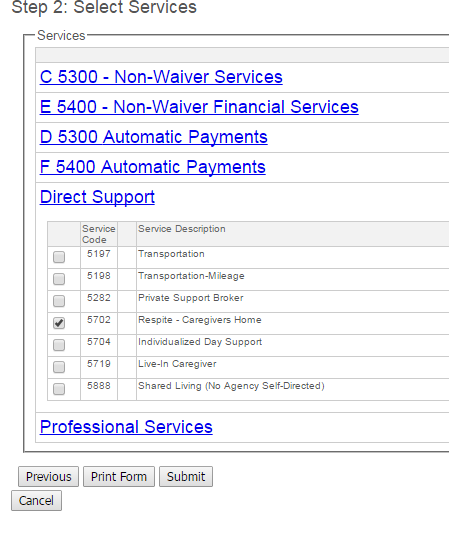 Step 2: Select Services
Services
C 5300 - Non-Waiver Services
E 5400 - Non-Waiver Financial Services
D 5300 Automatic Payments
F 5400 Automatic Payments
Direct Support
Service Code Service Description
5197 Transportation
5198 Transportation-Mileage
5282 Private Support Broker
5702 Respite - Caregivers Home
5704 Individualized Day Support
5719 Live-In Caregiver
5888 Shared Living (No Agency Self-Directed)
Professional Services
Previous Print Form Submit
Cancel